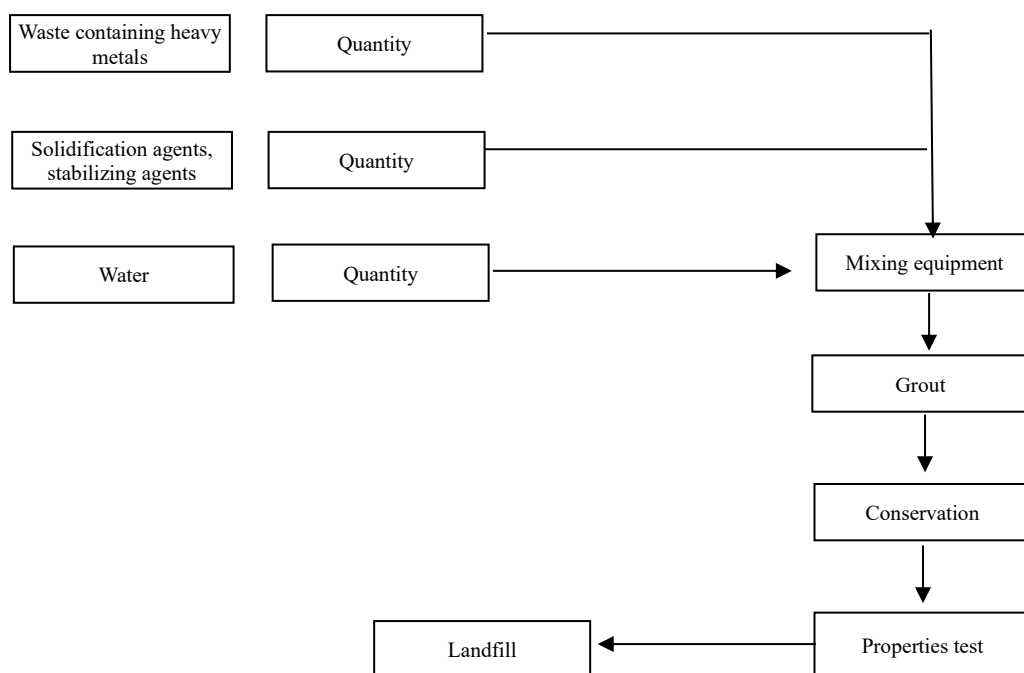 Waste containing heavy
metals
Quantity
Solidification agents,
stabilizing agents
Quantity
Water
Quantity
Mixing equipment
Grout
Conservation
Properties test
Landfill